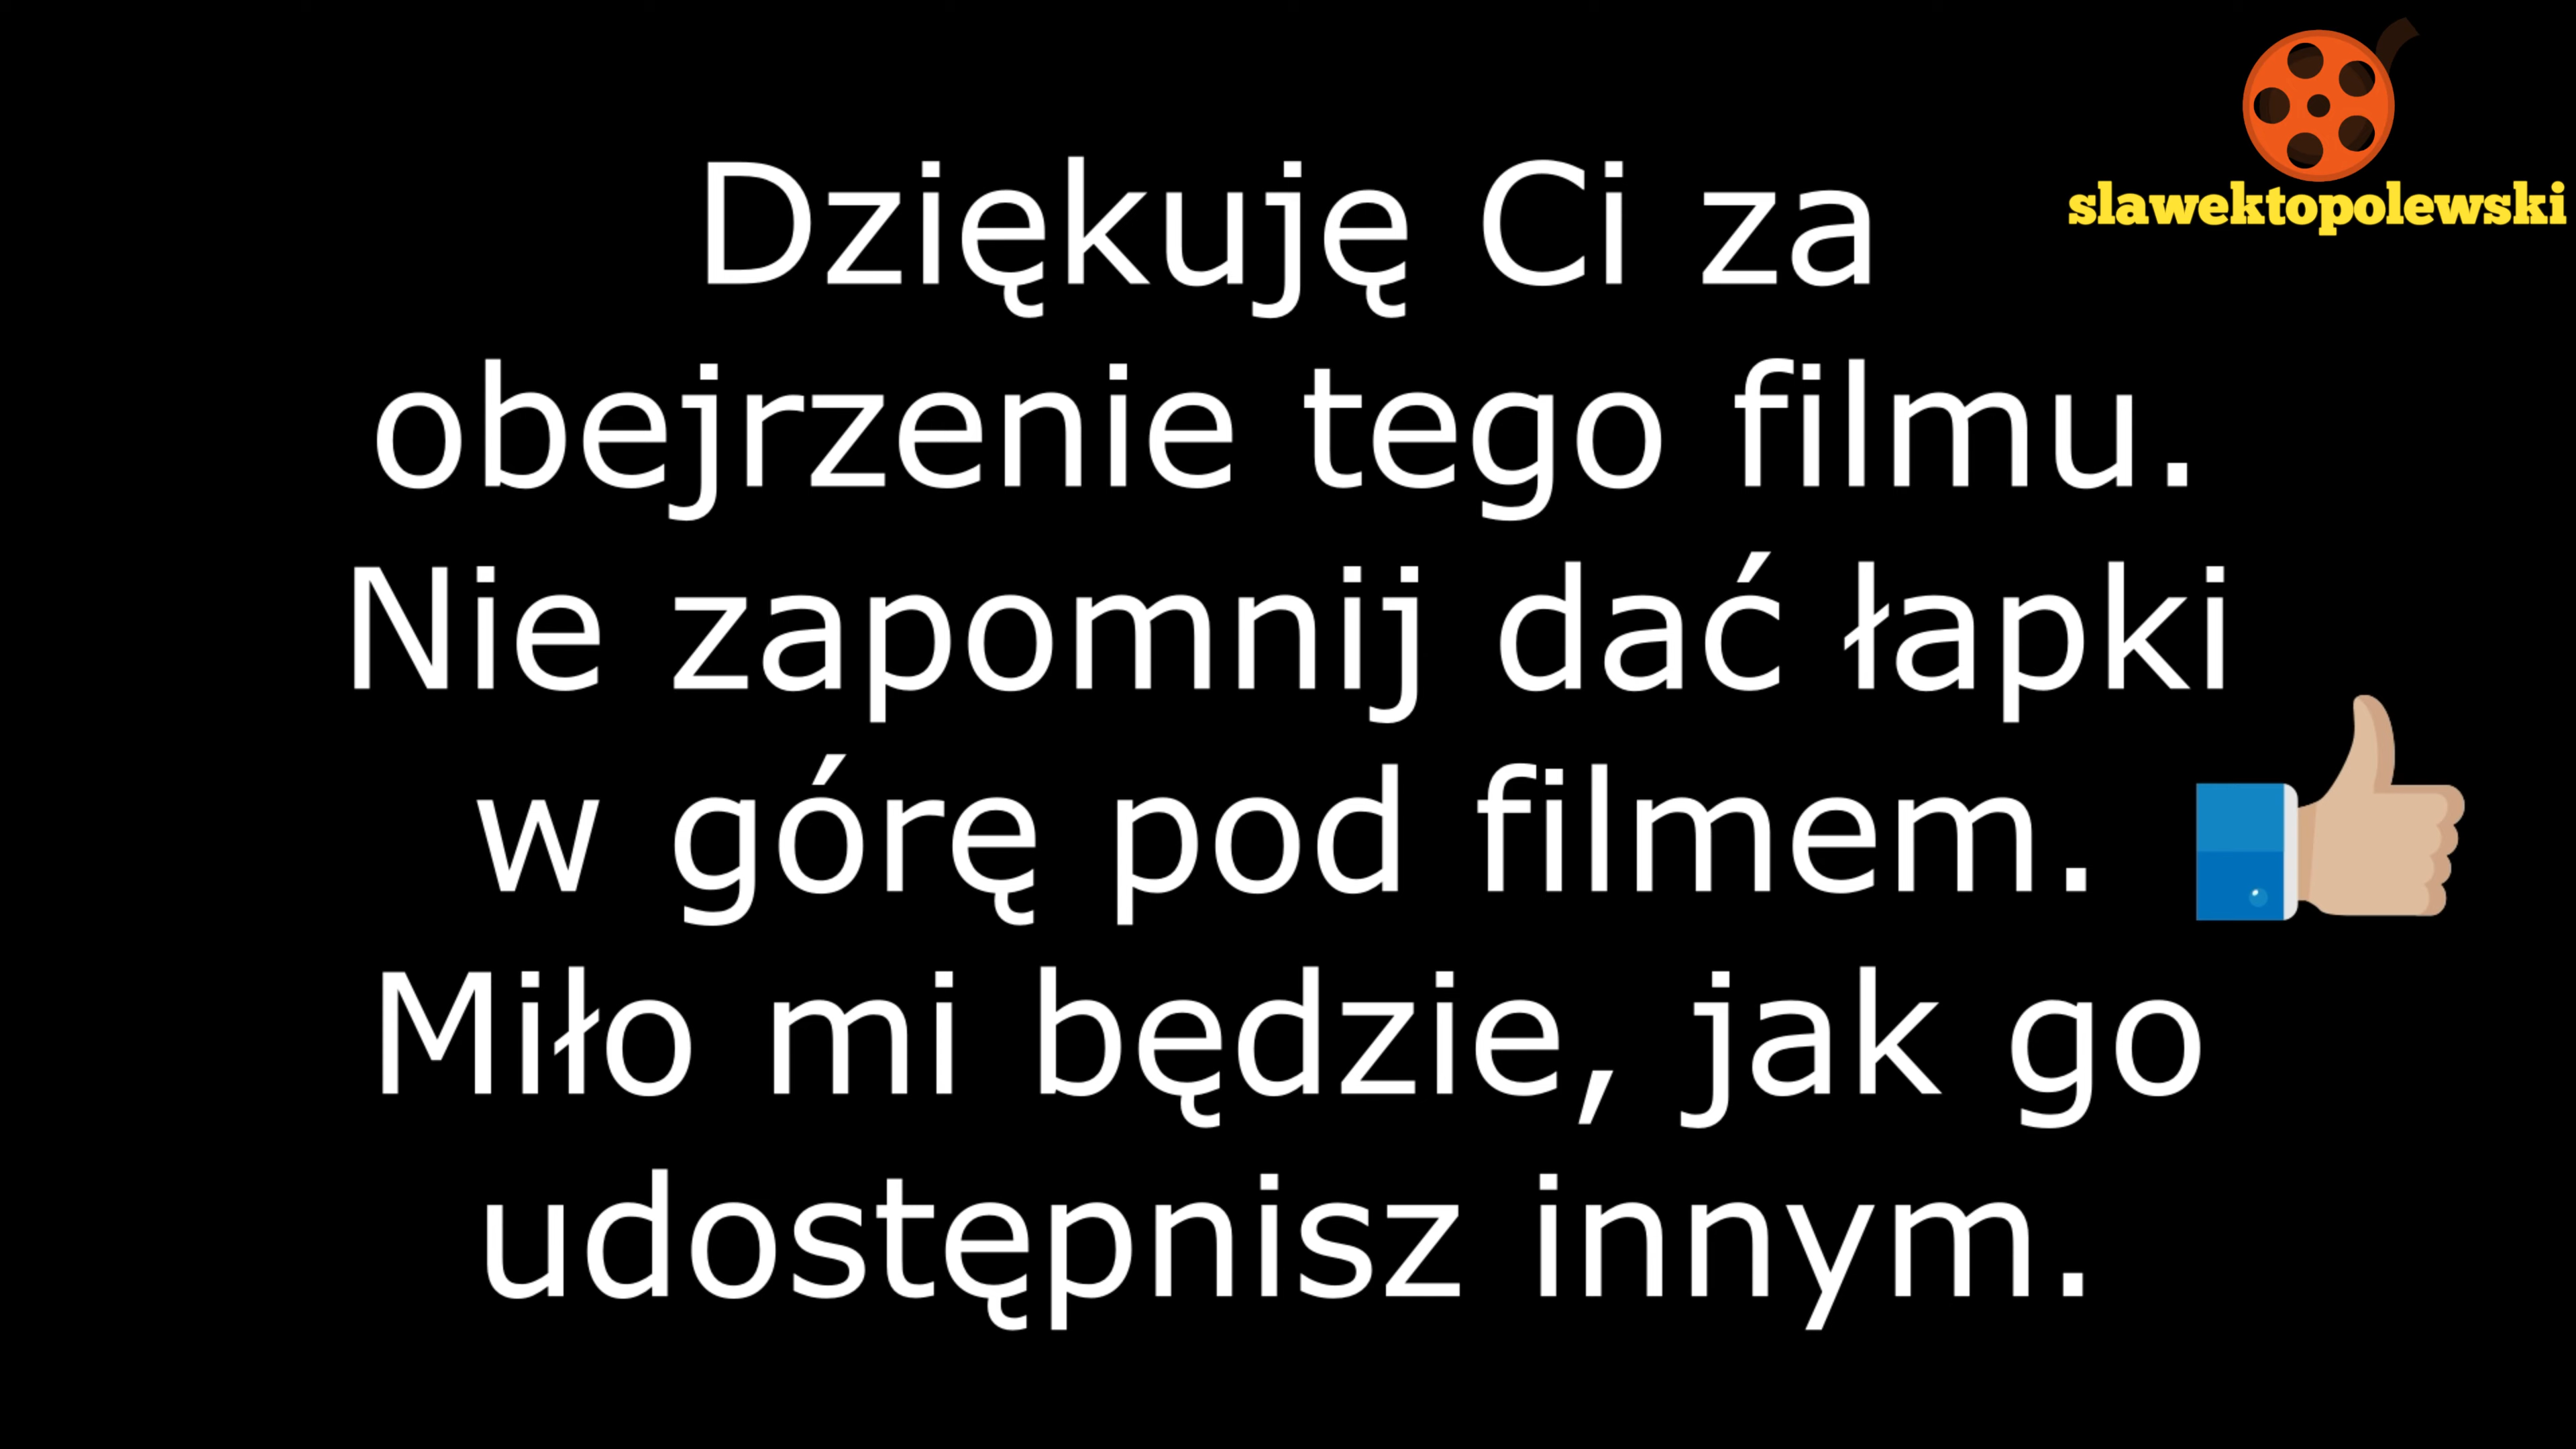 slawektopolewski
Dziękuję Ci za
obejrzenie tego filmu.
Nie zapomnij dać łapki
w górę pod filmem.
Miło mi będzie, jak go
udostępnisz innym.